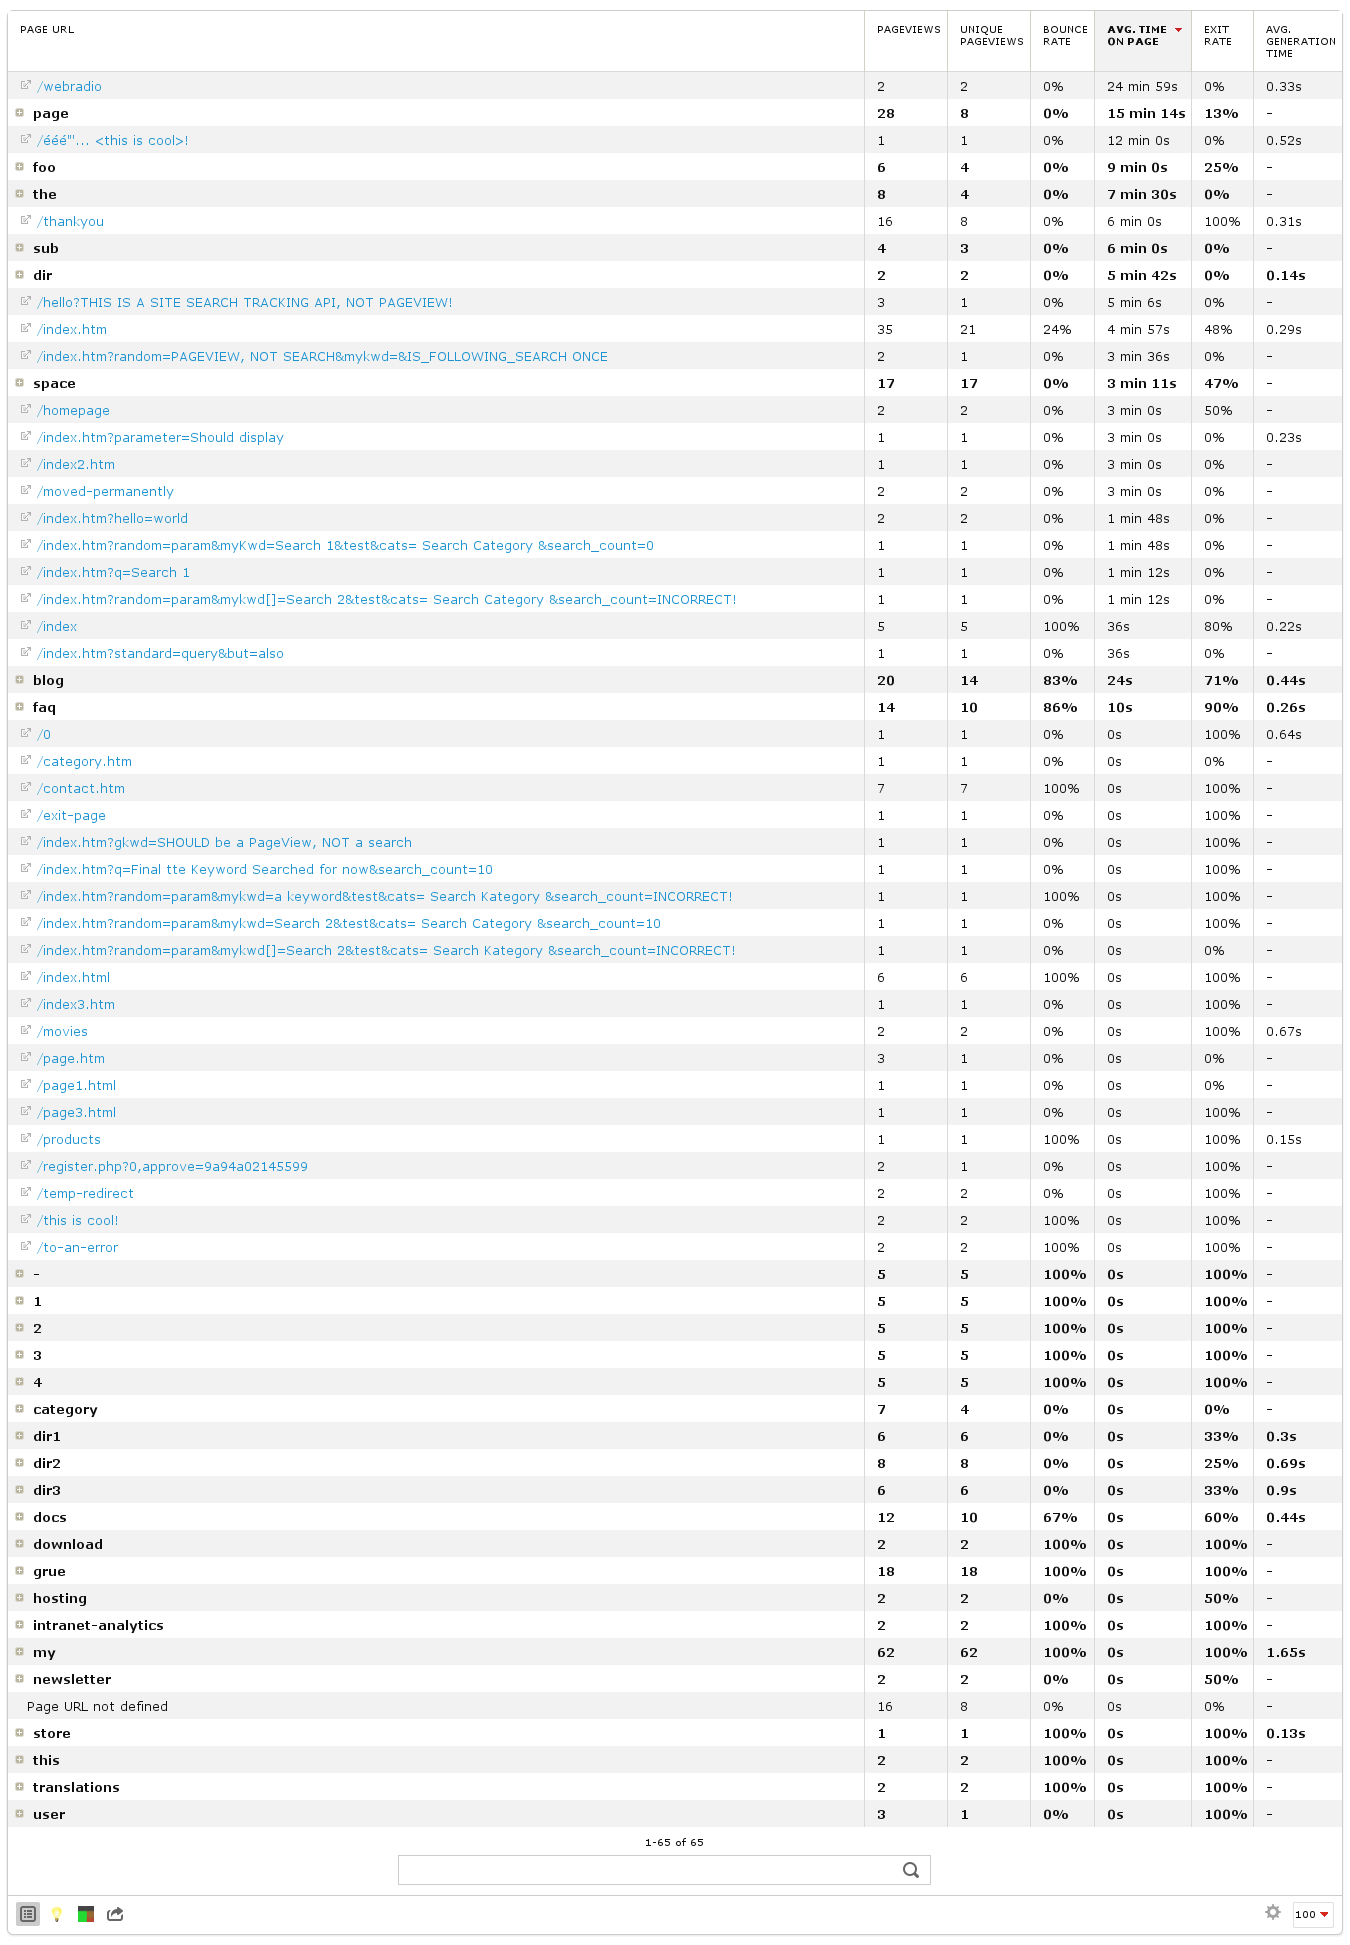 PAGE URL PAGEVIEWS UNIQUE PAGEVIEWS BOUNCE RATE AVG. TIME ON PAGE EXIT RATE AVG. GENERATION TIME
/webradio 2 2 0% 24 min 59s 0% 0.33s
page 28 8 0% 15 min 14s 13% -
/ééé"'... <this is cool>! 1 1 0% 12 min 0s 0% 0.52s
foo 6 4 0% 9 min 0s 25% -
the 8 4 0% 7 min 30s 0% -
/thankyou 16 8 0% 6 min 0s 100% 0.31s
sub 4 3 0% 6 min 0s 0% -
dir 2 2 0% 5 min 42s 0% 0.14s
/hello?THIS IS A SITE SEARCH TRACKING API, NOT PAGEVIEW! 3 1 0% 5 min 6s 0% -
/index.htm 35 21 24% 4 min 57s 48% 0.29s
/index.htm?random=PAGEVIEW, NOT SEARCH&mykwd=&IS_FOLLOWING_SEARCH ONCE 2 1 0% 3 min 36s 0% -
space 17 17 0% 3 min 11s 47% -
/homepage 2 2 0% 3 min 0s 50% -
/index.htm?parameter=Should display 1 1 0% 3 min 0s 0% 0.23s
/index2.htm 1 1 0% 3 min 0s 0% -
/moved-permanently 2 2 0% 3 min 0s 0% -
/index.htm?hello=world 2 2 0% 1 min 48s 0% -
/index.htm?random=param&myKwd=Search 1&test&cats= Search Category &search_count=0 1 1 0% 1 min 48s 0% -
/index.htm?q=Search 1 1 1 0% 1 min 12s 0% -
/index.htm?random=param&mykwd[]=Search 2&test&cats= Search Category &search_count=INCORRECT! 1 1 0% 1 min 12s 0% -
/index 5 5 100% 36s 80% 0.22s
/index.htm?standard=query&but=also 1 1 0% 36s 0% -
blog 20 14 83% 24s 71% 0.44s
faq 14 10 86% 10s 90% 0.26s
/0 1 1 0% 0s 100% 0.64s
/category.htm 1 1 0% 0s 0% -
/contact.htm 7 7 100% 0s 100% -
/exit-page 1 1 0% 0s 100% -
/index.htm?gkwd=SHOULD be a PageView, NOT a search 1 1 0% 0s 100% -
/index.htm?q=Final tte Keyword Searched for now&search_count=10 1 1 0% 0s 100% -
/index.htm?random=param&mykwd=a keyword&test&cats= Search Kategory &search_count=INCORRECT! 1 1 100% 0s 100% -
/index.htm?random=param&mykwd=Search 2&test&cats= Search Category &search_count=10 1 1 0% 0s 100% -
/index.htm?random=param&mykwd[]=Search 2&test&cats= Search Kategory &search_count=INCORRECT! 1 1 0% 0s 0% -
/index.html 6 6 100% 0s 100% -
/index3.htm 1 1 0% 0s 100% -
/movies 2 2 0% 0s 100% 0.67s
/page.htm 3 1 0% 0s 0% -
/page1.html 1 1 0% 0s 0% -
/page3.html 1 1 0% 0s 100% -
/products 1 1 100% 0s 100% 0.15s
/register.php?0,approve=9a94a02145599 2 1 0% 0s 100% -
/temp-redirect 2 2 0% 0s 100% -
/this is cool! 2 2 100% 0s 100% -
/to-an-error 2 2 100% 0s 100% -
- 5 5 100% 0s 100% -
1 5 5 100% 0s 100% -
2 5 5 100% 0s 100% -
3 5 5 100% 0s 100% -
4 5 5 100% 0s 100% -
category 7 4 0% 0s 0% -
dir1 6 6 0% 0s 33% 0.3s
dir2 8 8 0% 0s 25% 0.69s
dir3 6 6 0% 0s 33% 0.9s
docs 12 10 67% 0s 60% 0.44s
download 2 2 100% 0s 100% -
grue 18 18 100% 0s 100% -
hosting 2 2 0% 0s 50% -
intranet-analytics 2 2 100% 0s 100% -
my 62 62 100% 0s 100% 1.65s
newsletter 2 2 0% 0s 50% -
Page URL not defined 16 8 0% 0s 0% -
store 1 1 100% 0s 100% 0.13s
this 2 2 100% 0s 100% -
translations 2 2 100% 0s 100% -
user 3 1 0% 0s 100% -
1-65 of 65
100